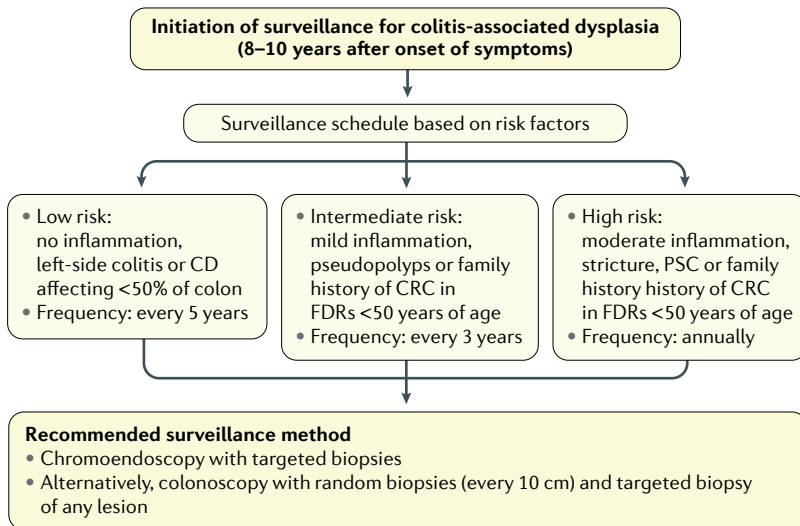 Initiation of surveillance for colitis-associated dysplasia
(8–10 years after onset of symptoms)
Surveillance schedule based on risk factors
• Low risk:
no inflammation,
left-side colitis or CD
affecting <50% of colon
• Frequency: every 5 years
• Intermediate risk:
mild inflammation,
pseudopolyps or family
history of CRC in
FDRs <50 years of age
• Frequency: every 3 years
• High risk:
moderate inflammation,
stricture, PSC or family
history history of CRC
in FDRs <50 years of age
• Frequency: annually
Recommended surveillance method
• Chromoendoscopy with targeted biopsies
• Alternatively, colonoscopy with random biopsies (every 10 cm) and targeted biopsy
of any lesion